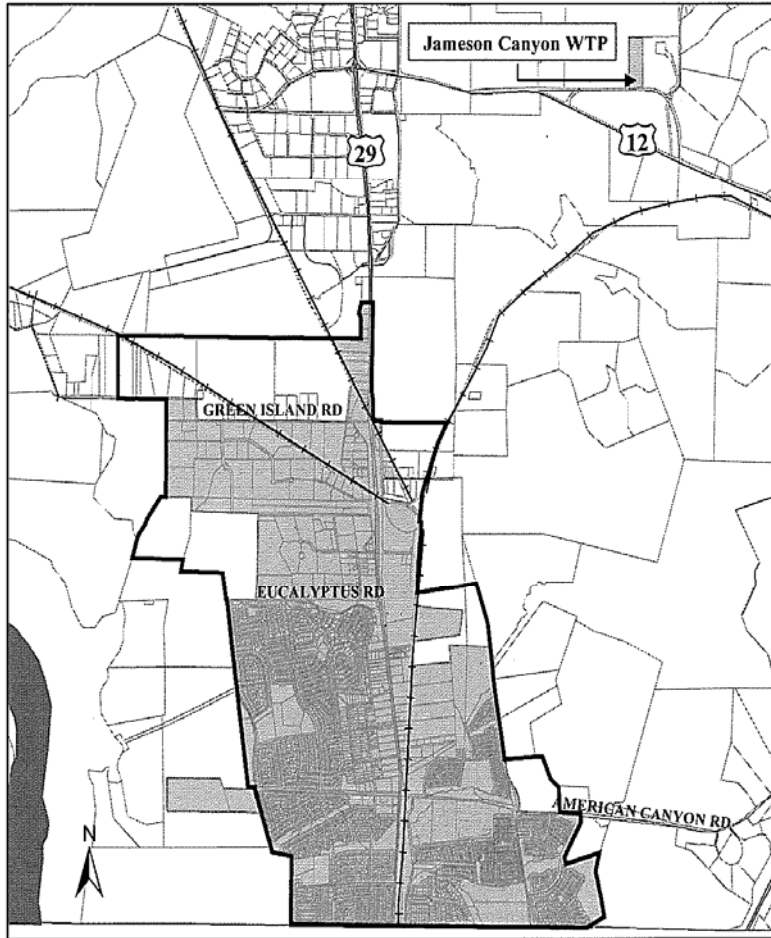 Jameson Canyon WTP
29
12
GREEN ISLAND RD
EUCALYPTUS RD
AMERICAN CANYON RD
N